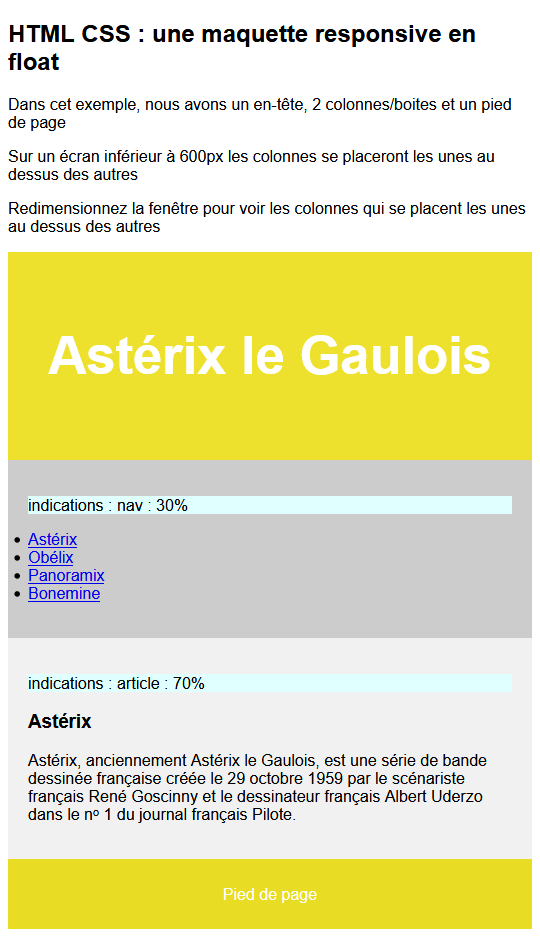 HTML CSS : une maquette responsive en
float
Dans cet exemple, nous avons un en-tête, 2 colonnes/boites et un pied
de page
Sur un écran inférieur à 600px les colonnes se placeront les unes au
dessus des autres
Redimensionnez la fenêtre pour voir les colonnes qui se placent les unes
au dessus des autres
Astérix le Gaulois
indications : nav : 30%
Astérix
Obélix
Panoramix
Bonemine
indications : article : 70%
Astérix
Astérix, anciennement Astérix le Gaulois, est une série de bande
dessinée française créée le 29 octobre 1959 par le scénariste
français René Goscinny et le dessinateur français Albert Uderzo
dans le nº 1 du journal français Pilote.
Pied de page